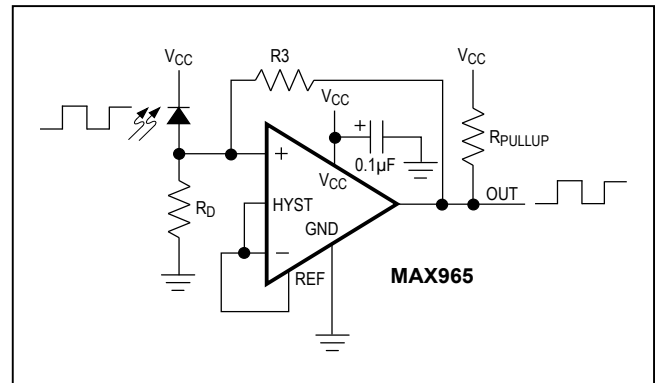 R3
VCC
VCC
VCC
+
0.1µF
RPULLUP
+
VCC
RD
HYST
OUT
GND
−
REF
MAX965